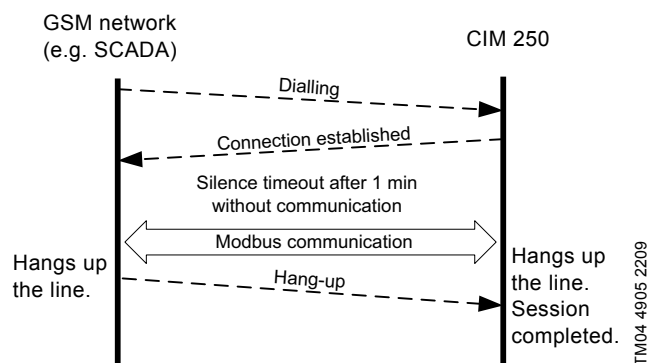 GSM network
(e.g. SCADA)
CIM 250
Dialling
Connection established
Silence timeout after 1 min
without communication
Modbus communication
Hangs up
the line.
Hang-up
Hangs up
the line.
Session
completed.
TM04 4905 2209